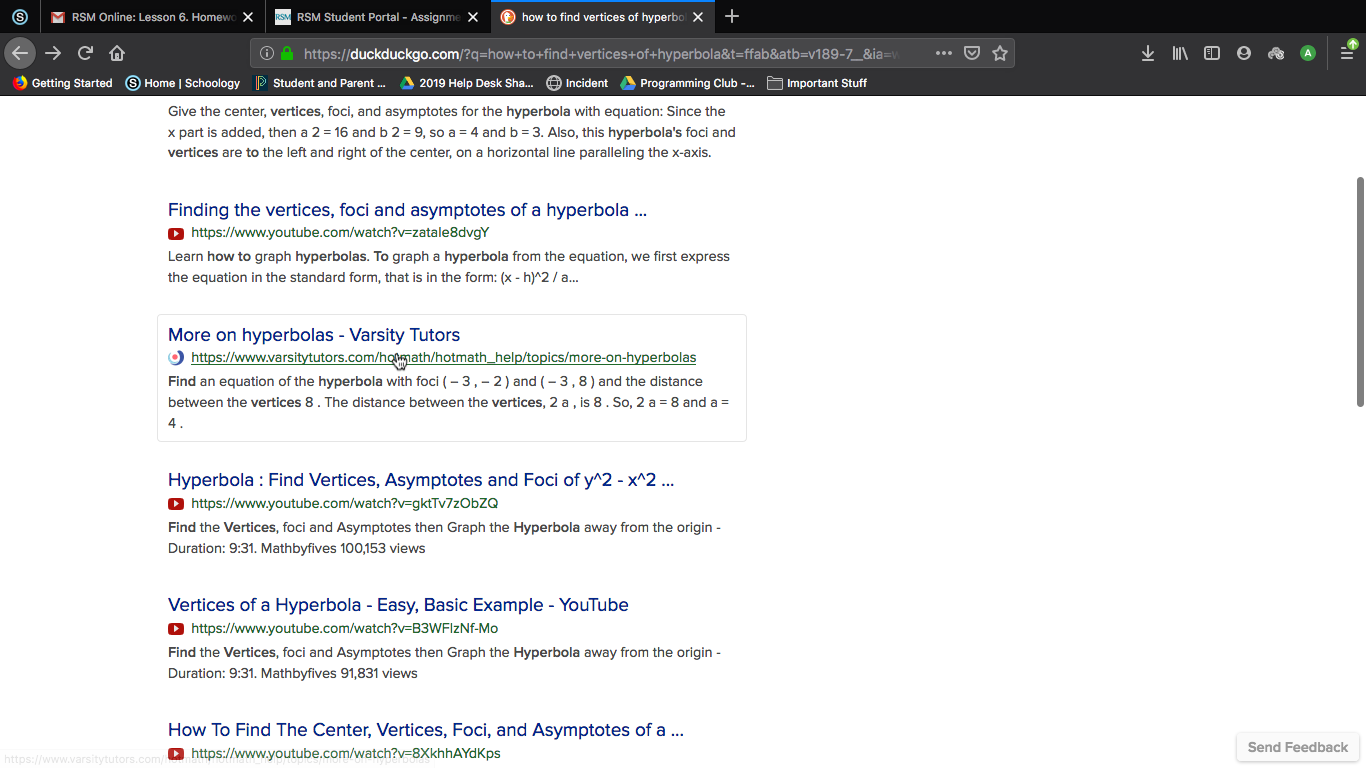 RSM Online: Lesson 6. Homewo
RSM Student Portal - Assignme
how to find vertices of hyperbol
https://duckduckgo.com/?q=how+to+find+vertices+of+hyperbola&t=ffab&atb=v189-7__&ia=w
Getting Started
Home | Schoology
Student and Parent ...
2019 Help Desk Sha...
Incident
Programming Club -...
Important Stuff
Give the center, vertices, foci, and asymptotes for the hyperbola with equation: Since the
x part is added, then a 2 = 16 and b 2 = 9, so a = 4 and b = 3. Also, this hyperbola's foci and
vertices are to the left and right of the center, on a horizontal line paralleling the x-axis.
Finding the vertices, foci and asymptotes of a hyperbola ...
https://www.youtube.com/watch?v=zatale8dvgY
Learn how to graph hyperbolas. To graph a hyperbola from the equation, we first express
the equation in the standard form, that is in the form: (x - h)^2 / a...
More on hyperbolas - Varsity Tutors
https://www.varsitytutors.com/hotmath/hotmath_help/topics/more-on-hyperbolas
Find an equation of the hyperbola with foci ( − 3 , − 2 ) and ( − 3 , 8 ) and the distance
between the vertices 8 . The distance between the vertices, 2 a , is 8 . So, 2 a = 8 and a =
4 .
Hyperbola : Find Vertices, Asymptotes and Foci of y^2 - x^2 ...
https://www.youtube.com/watch?v=gktTv7zObZQ
Find the Vertices, foci and Asymptotes then Graph the Hyperbola away from the origin -
Duration: 9:31. Mathbyfives 100,153 views
Vertices of a Hyperbola - Easy, Basic Example - YouTube
https://www.youtube.com/watch?v=B3WFlzNf-Mo
Find the Vertices, foci and Asymptotes then Graph the Hyperbola away from the origin -
Duration: 9:31. Mathbyfives 91,831 views
How To Find The Center, Vertices, Foci, and Asymptotes of a ...
https://www.youtube.com/watch?v=8XkhhAYdKps
Send Feedback
https://www.varsitytutors.com/hotmath/hotmath_help/topics/more-on-hyperbolas